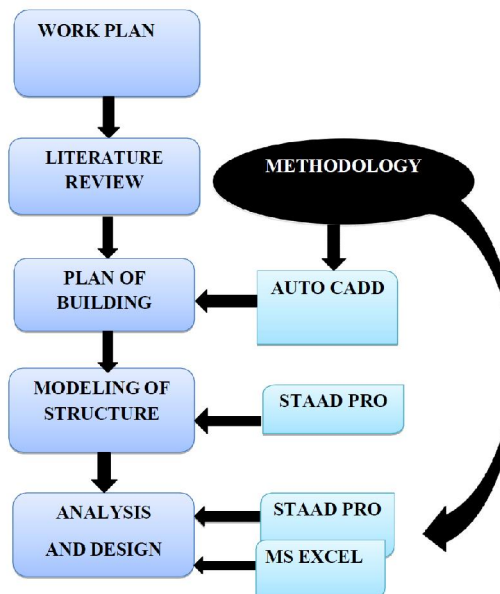 WORK PLAN
LITERATURE
REVIEW
METHODOLOGY
PLAN OF
BUILDING
AUTO CADD
MODELING OF
STRUCTURE
STAAD PRO
ANALYSIS
AND DESIGN
STAAD PRO
MS EXCEL